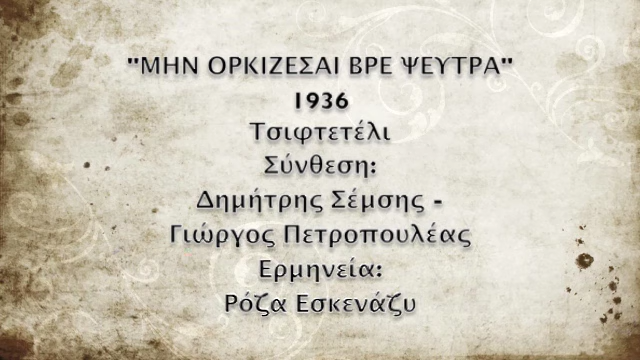 "ΜΗΝ ΟΡΚΙΖΕΣΑΙ ΒΡΕ ΨΕΥΤΡΑ"
1936
Τσιφτετέλι
Σύνθεση:
Δημήτρης Σέμσης -
Γιώργος Πετροπουλέας
Ερμηνεία:
Ρόζα Εσκενάζυ